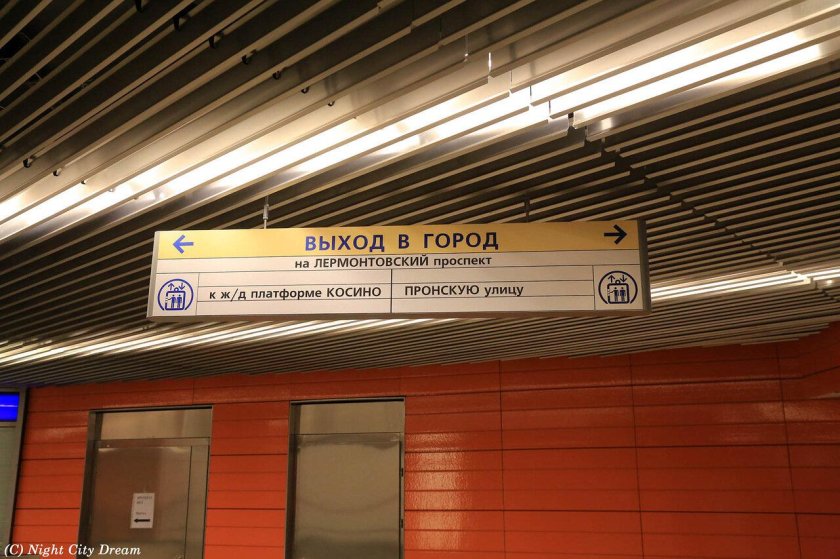 ВЫХОД В ГОРОД
на ЛЕРМОНТОВСКИЙ проспект
к ж/д платформе КОСИНО
ПРОНСКУЮ улицу
(C) Night City Dream